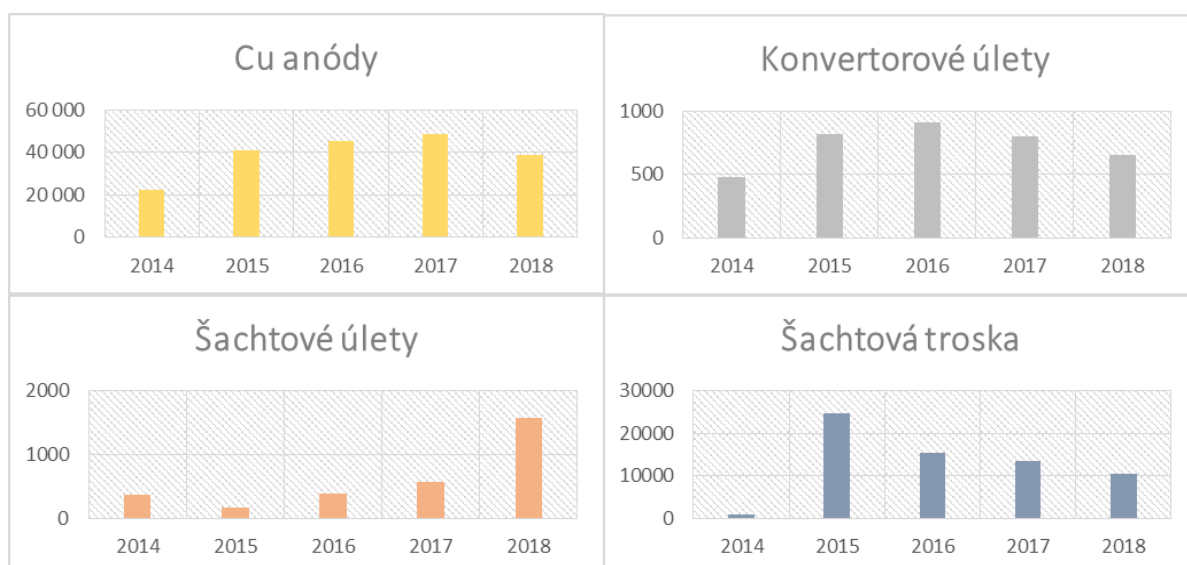 Cu anódy
60 000
40 000
20 000
0
2014 2015 2016 2017 2018
Konvertorové úlety
1000
500
0
2014 2015 2016 2017 2018
Šachtové úlety
2000
1000
0
2014 2015 2016 2017 2018
Šachtová troska
30000
20000
10000
0
2014 2015 2016 2017 2018